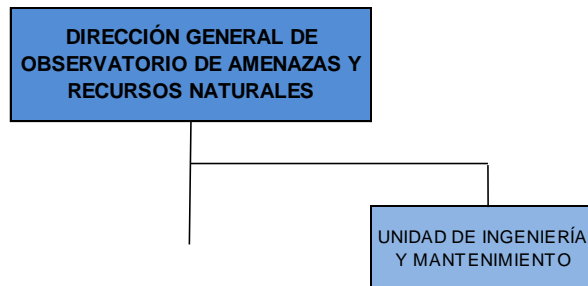 DIRECCIÓN GENERAL DE
OBSERVATORIO DE AMENAZAS Y
RECURSOS NATURALES
UNIDAD DE INGENIERÍA
Y MANTENIMIENTO